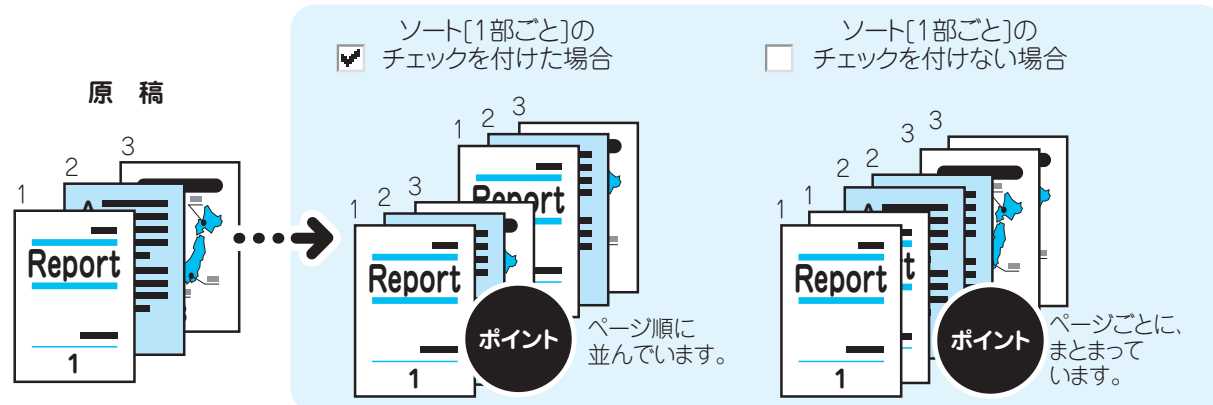 原 稿
1
2
3
Report
1
ソート[1部ごと]の
チェックを付けた場合
1
2
3
1
2
3
Report
Report
1
ポイント
ページ順に
並んでいます。
ソート[1部ごと]の
チェックを付けない場合
1
1
2
2
3
3
Report
1
ポイント
ページごとに、
まとまって
います。